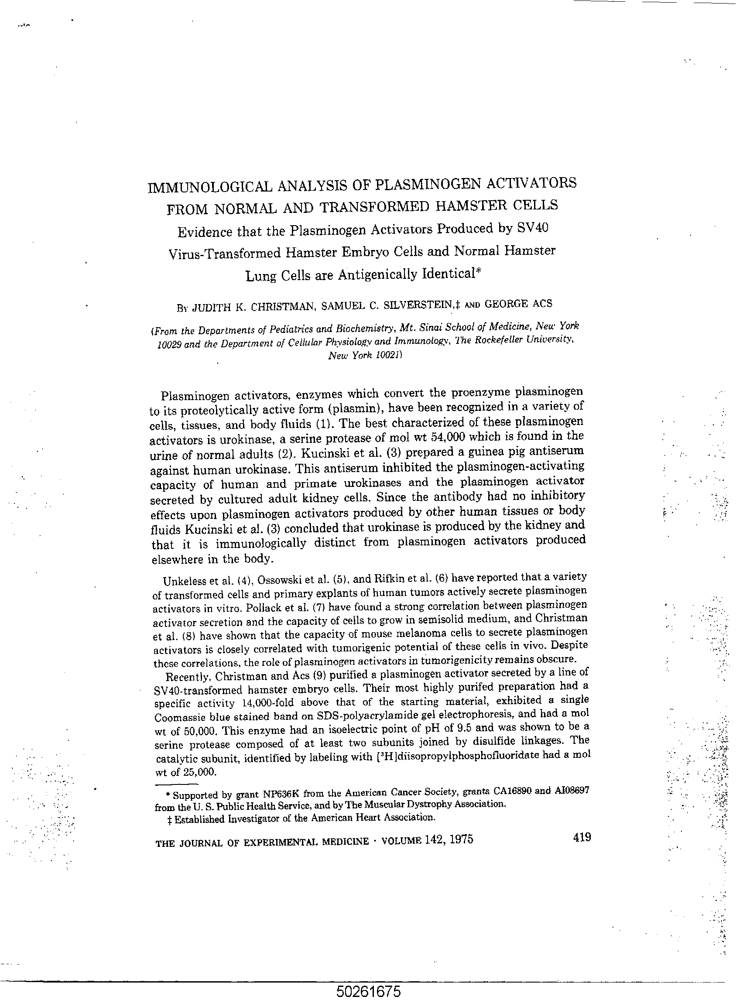 IMMUNOLOGICAL ANALYSIS OF PLASMINOGEN ACTIVATORS
FROM NORMAL AND TRANSFORMED HAMSTER CELLS
Evidence that the Plasminogen Activators Produced by SV40
Virus-Transformed Hamster Embryo Cells and Normal Hamster
Lung Cells are Antigenically Identical*
By JUDITH K. CHRISTMAN, SAMUEL C. SILVERSTEIN,‡ AND GEORGE ACS
(From the Departments of Pediatrics and Biochemistry, Mt. Sinai School of Medicine, New York
10029 and the Department of Cellular Physiology and Immunology, The Rockefeller University,
New York 10021)
Plasminogen activators, enzymes which convert the proenzyme plasminogen
to its proteolytically active form (plasmin), have been recognized in a variety of
cells, tissues, and body fluids (1). The best characterized of these plasminogen
activators is urokinase, a serine protease of mol wt 54,000 which is found in the
urine of normal adults (2). Kucinski et al. (3) prepared a guinea pig antiserum
against human urokinase. This antiserum inhibited the plasminogen-activating
capacity of human and primate urokinases and the plasminogen activator
secreted by cultured adult kidney cells. Since the antibody had no inhibitory
effects upon plasminogen activators produced by other human tissues or body
fluids Kucinski et al. (3) concluded that urokinase is produced by the kidney and
that it is immunologically distinct from plasminogen activators produced
elsewhere in the body.
Unkeless et al. (4), Ossowski et al. (5), and Rifkin et al. (6) have reported that a variety
of transformed cells and primary explants of human tumors actively secrete plasminogen
activators in vitro. Pollack et al. (7) have found a strong correlation between plasminogen
activator secretion and the capacity of cells to grow in semisolid medium, and Christman
et al. (8) have shown that the capacity of mouse melanoma cells to secrete plasminogen
activators is closely correlated with tumorigenic potential of these cells in vivo. Despite
these correlations, the role of plasminogen activators in tumorigenicity remains obscure.
Recently, Christman and Acs (9) purified a plasminogen activator secreted by a line of
SV40-transformed hamster embryo cells. Their most highly purifed preparation had a
specific activity 14,000-fold above that of the starting material, exhibited a single
Coomassie blue stained band on SDS-polyacrylamide gel electrophoresis, and had a mol
wt of 50,000. This enzyme had an isoelectric point of pH of 9.5 and was shown to be a
serine protease composed of at least two subunits joined by disulfide linkages. The
catalytic subunit, identified by labeling with [³H]diisopropylphosphofluoridate had a mol
wt of 25,000.
* Supported by grant NP636K from the American Cancer Society, grants CA16890 and AI08697
from the U. S. Public Health Service, and by The Muscular Dystrophy Association.
‡ Established Investigator of the American Heart Association.
THE JOURNAL OF EXPERIMENTAL MEDICINE · VOLUME 142, 1975 419
50261675